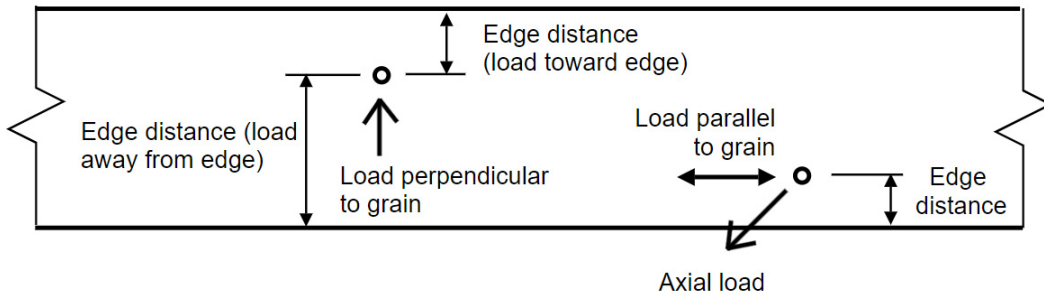 Edge distance
(load toward edge)
Edge distance (load
away from edge)
Load perpendicular
to grain
Load parallel
to grain
Edge
distance
Axial load